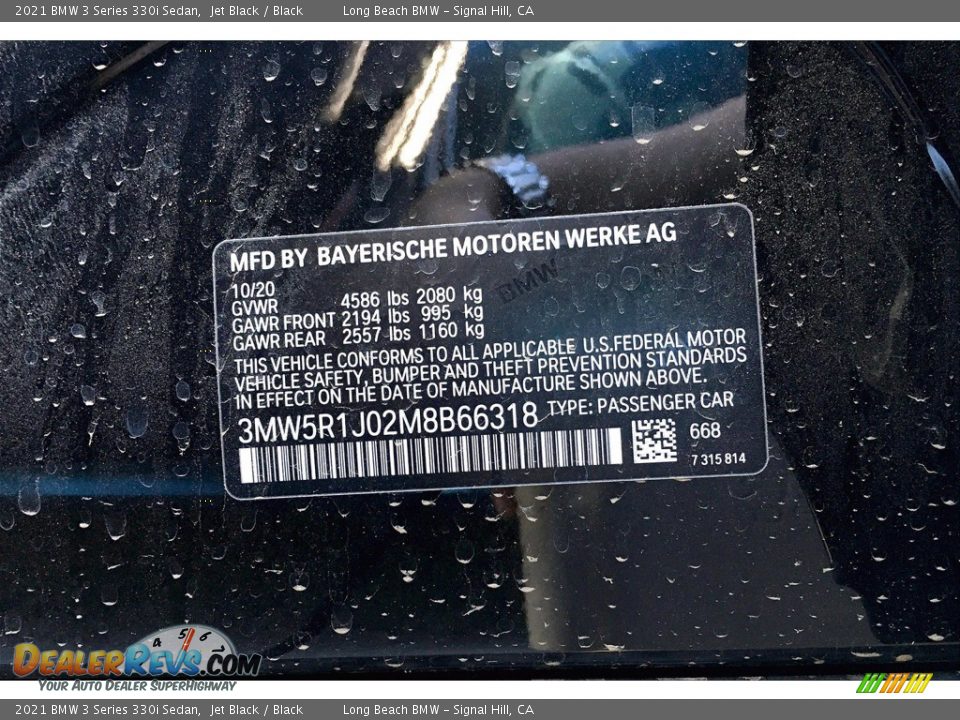 2021 BMW 3 Series 330i Sedan, Jet Black / Black Long Beach BMW - Signal Hill, CA
MFD BY BAYERISCHE MOTOREN WERKE AG
10/20
BMW
GVWR 4586 lbs 2080 kg
GAWR FRONT 2194 lbs 995 kg
GAWR REAR 2557 lbs 1160 kg
THIS VEHICLE CONFORMS TO ALL APPLICABLE U.S.FEDERAL MOTOR
VEHICLE SAFETY, BUMPER AND THEFT PREVENTION STANDARDS
IN EFFECT ON THE DATE OF MANUFACTURE SHOWN ABOVE.
3MW5R1J02M8B66318 TYPE: PASSENGER CAR
668
7 315 814
4 5 6
DEALERREVS.COM
YOUR AUTO DEALER SUPERHIGHWAY
2021 BMW 3 Series 330i Sedan, Jet Black / Black Long Beach BMW - Signal Hill, CA